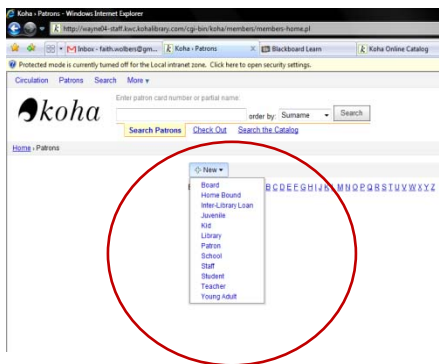 Koha › Patrons - Windows Internet Explorer
http://wayne04-staff.kwc.kohalibrary.com/cgi-bin/koha/members/members-home.pl
Inbox - faith.wolbers@gm... Koha › Patrons X Blackboard Learn Koha Online Catalog
Protected mode is currently turned off for the Local intranet zone. Click here to open security settings.
Circulation Patrons Search More ▾
koha
Enter patron card number or partial name:
order by: Surname Search
Search Patrons Check Out Search the Catalog
Home › Patrons
New ▾
B C D E F G H I J K L M N O P Q R S T U V W X Y Z
Board
Home Bound
Inter-Library Loan
Juvenile
Kid
Library
Patron
School
Staff
Student
Teacher
Young Adult